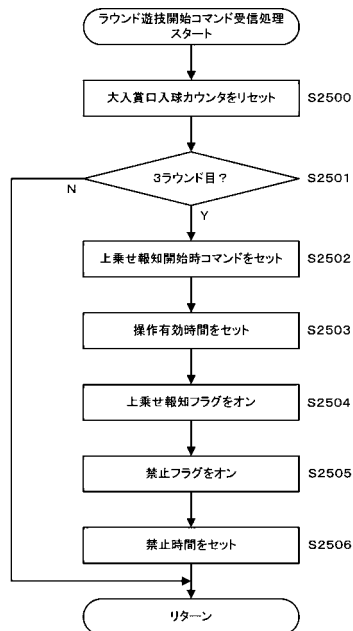 ラウンド遊技開始コマンド受信処理
スタート
大入賞口入球カウンタをリセット
S2500
3ラウンド目？
S2501
N
Y
上乗せ報知開始時コマンドをセット
S2502
操作有効時間をセット
S2503
上乗せ報知フラグをオン
S2504
禁止フラグをオン
S2505
禁止時間をセット
S2506
リターン